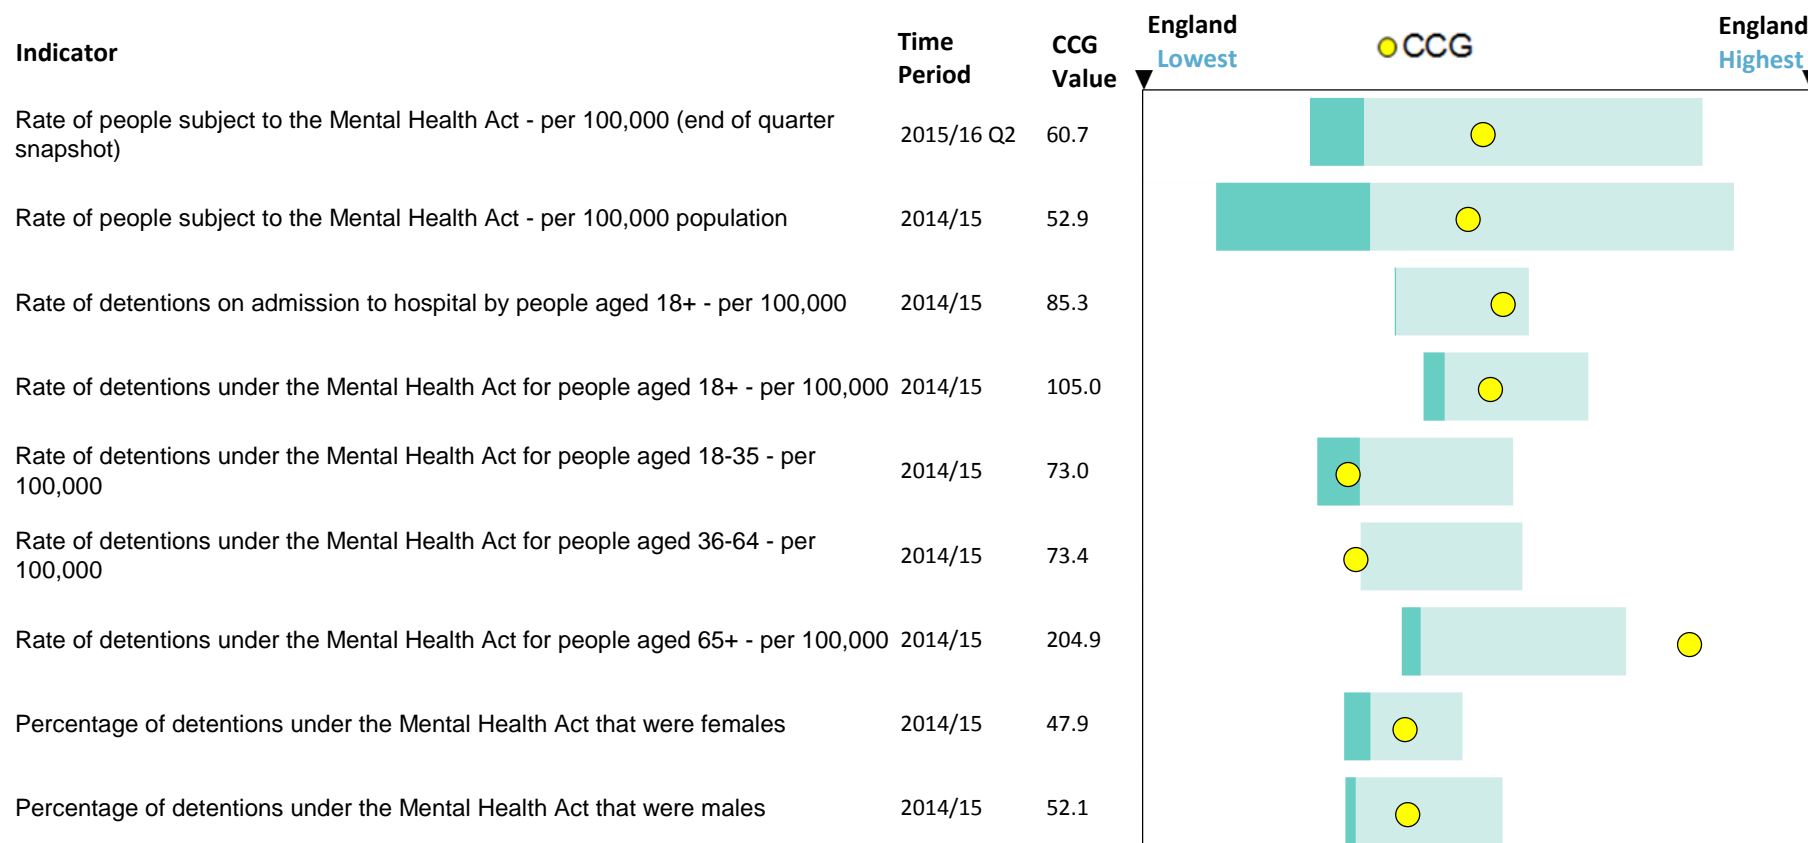 Indicator Time Period CCG Value England Lowest CCG England Highest
Rate of people subject to the Mental Health Act - per 100,000 (end of quarter
snapshot) 2015/16 Q2 60.7
Rate of people subject to the Mental Health Act - per 100,000 population 2014/15 52.9
Rate of detentions on admission to hospital by people aged 18+ - per 100,000 2014/15 85.3
Rate of detentions under the Mental Health Act for people aged 18+ - per 100,000 2014/15 105.0
Rate of detentions under the Mental Health Act for people aged 18-35 - per
100,000 2014/15 73.0
Rate of detentions under the Mental Health Act for people aged 36-64 - per
100,000 2014/15 73.4
Rate of detentions under the Mental Health Act for people aged 65+ - per 100,000 2014/15 204.9
Percentage of detentions under the Mental Health Act that were females 2014/15 47.9
Percentage of detentions under the Mental Health Act that were males 2014/15 52.1